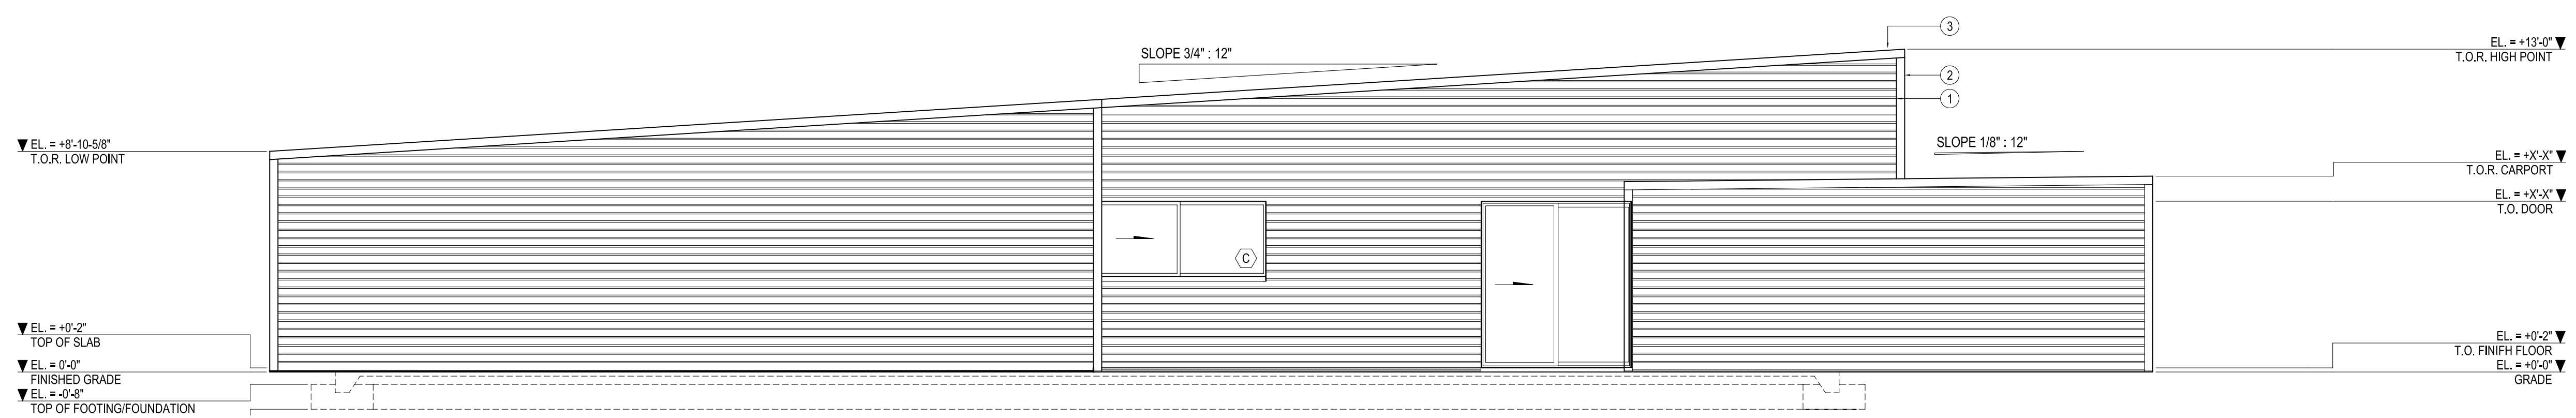 3
SLOPE 3/4" : 12"
EL. = +13'-0"
T.O.R. HIGH POINT
2
1
EL. = +8'-10-5/8"
T.O.R. LOW POINT
SLOPE 1/8" : 12"
EL. = +X'-X"
T.O.R. CARPORT
EL. = +X'-X"
T.O. DOOR
C
EL. = +0'-2"
TOP OF SLAB
EL. = 0'-0"
FINISHED GRADE
EL. = -0'-8"
TOP OF FOOTING/FOUNDATION
EL. = +0'-2"
T.O. FINIFH FLOOR
EL. = +0'-0"
GRADE